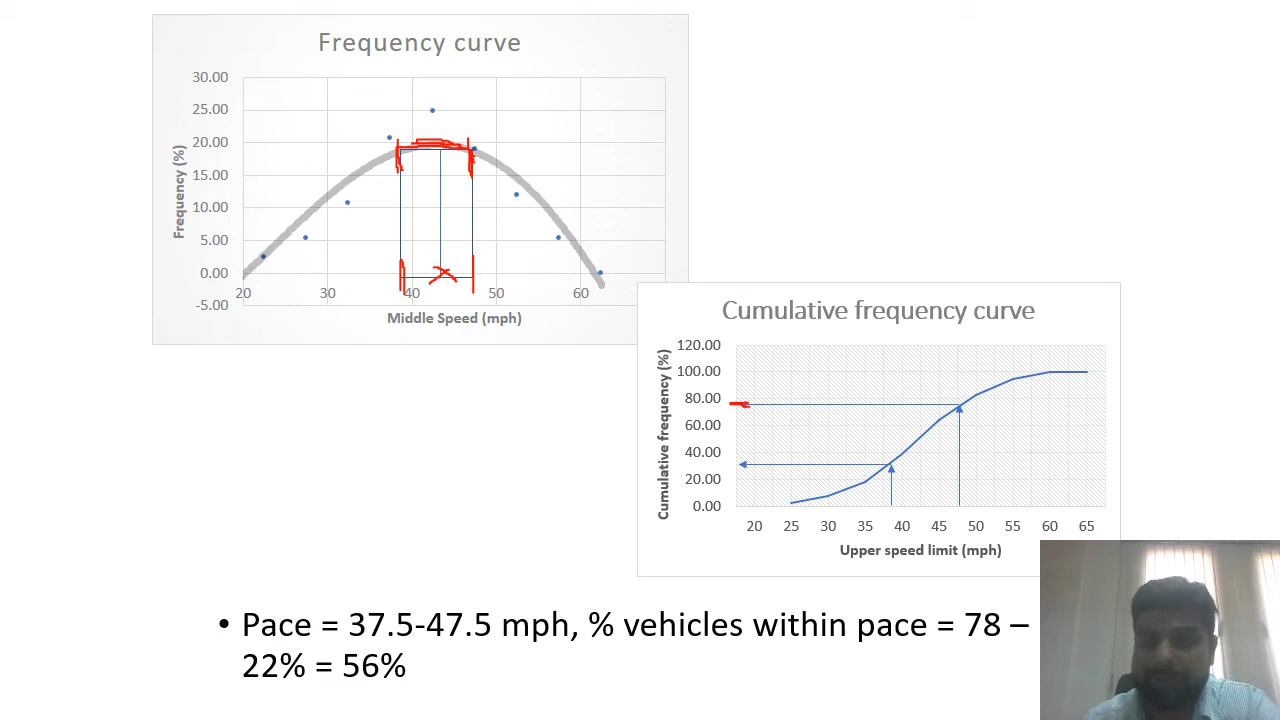 Frequency curve
30.00
25.00
20.00
15.00
10.00
5.00
0.00
-5.00
Frequency (%)
20 30 40 50 60
Middle Speed (mph)
Cumulative frequency curve
120.00
100.00
80.00
60.00
40.00
20.00
0.00
Cumulative frequency (%)
20 25 30 35 40 45 50 55 60 65
Upper speed limit (mph)
• Pace = 37.5-47.5 mph, % vehicles within pace = 78 –
22% = 56%